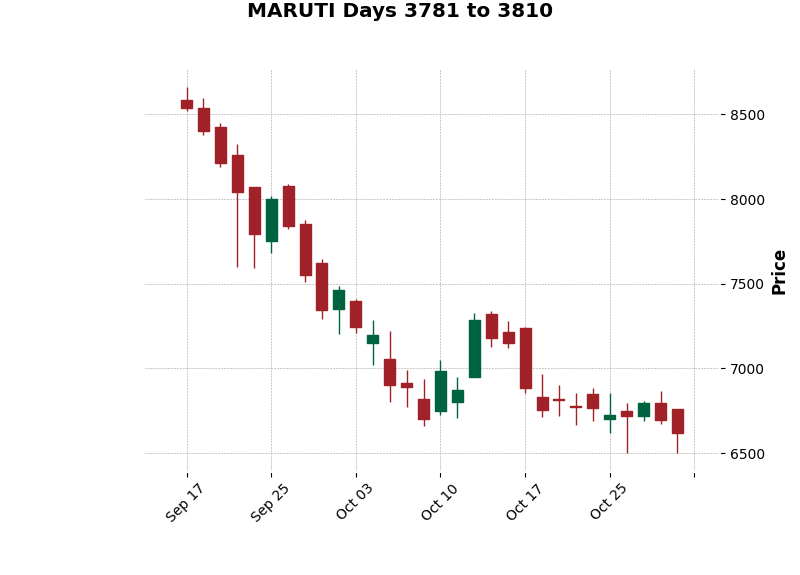 MARUTI Days 3781 to 3810
8500
8000
7500
7000
6500
Price
Sep 17
Sep 25
Oct 03
Oct 10
Oct 17
Oct 25